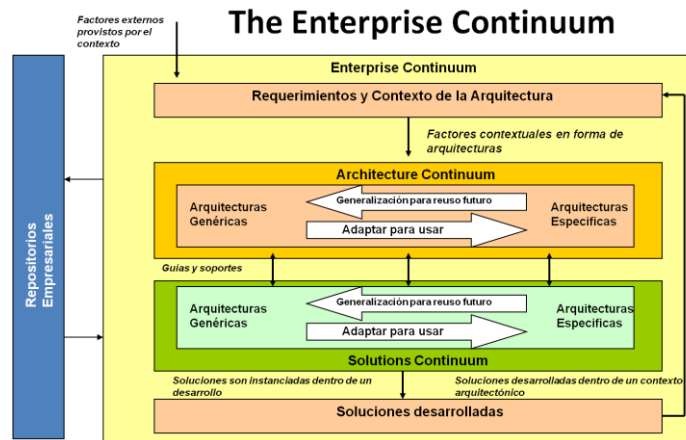 The Enterprise Continuum
Factores externos
provistos por el
contexto
Enterprise Continuum
Requerimientos y Contexto de la Arquitectura
Factores contextuales en forma de
arquitecturas
Repositorios
Empresariales
Architecture Continuum
Arquitecturas
Genéricas
Generalización para reuso futuro
Adaptar para usar
Arquitecturas
Especificas
Guías y soportes
Arquitecturas
Genéricas
Generalización para reuso futuro
Adaptar para usar
Arquitecturas
Especificas
Solutions Continuum
Soluciones son instanciadas dentro de un
desarrollo
Soluciones desarrolladas dentro de un contexto
arquitectónico
Soluciones desarrolladas